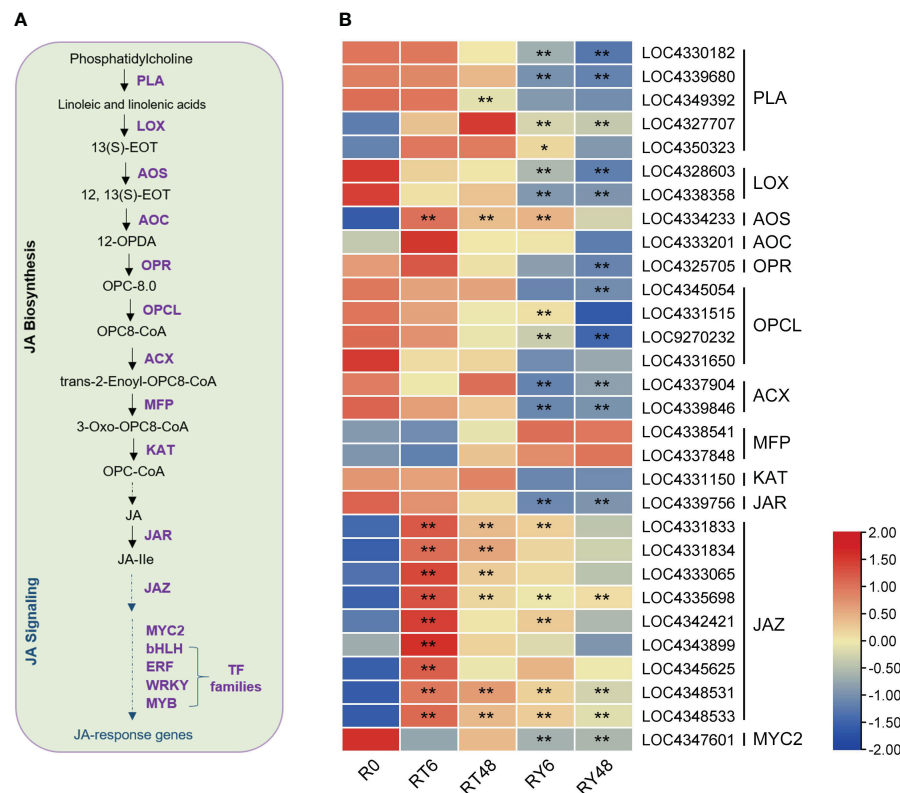 A
Phosphatidylcholine
PLA
Linoleic and linolenic acids
LOX
13(S)-EOT
AOS
12, 13(S)-EOT
AOC
12-OPDA
OPR
OPC-8.0
OPCL
OPC8-CoA
ACX
trans-2-Enoyl-OPC8-CoA
MFP
3-Oxo-OPC8-CoA
KAT
OPC-CoA
JA
JAR
JA-Ile
JAZ
MYC2
bHLH
ERF
WRKY
MYB
TF
families
JA-response genes
JA Biosynthesis
JA Signaling
B
** ** LOC4330182
** ** LOC4339680
** LOC4349392
** ** LOC4327707
* LOC4350323
PLA
** ** LOC4328603
** ** LOC4338358
LOX
** ** ** LOC4334233 AOS
LOC4333201 AOC
** LOC4325705 OPR
** LOC4345054
** LOC4331515
** ** LOC9270232
LOC4331650
OPCL
** ** LOC4337904
** ** LOC4339846
ACX
LOC4338541
LOC4337848
MFP
LOC4331150 KAT
** ** LOC4339756 JAR
** ** ** LOC4331833
** ** LOC4331834
** ** LOC4333065
** ** ** ** LOC4335698
** ** LOC4342421
** LOC4343899
** LOC4345625
** ** ** ** LOC4348531
** ** ** ** LOC4348533
JAZ
** ** LOC4347601 MYC2
R0 RT6 RT48 RY6 RY48
2.00
1.50
1.00
0.50
0.00
-0.50
-1.00
-1.50
-2.00